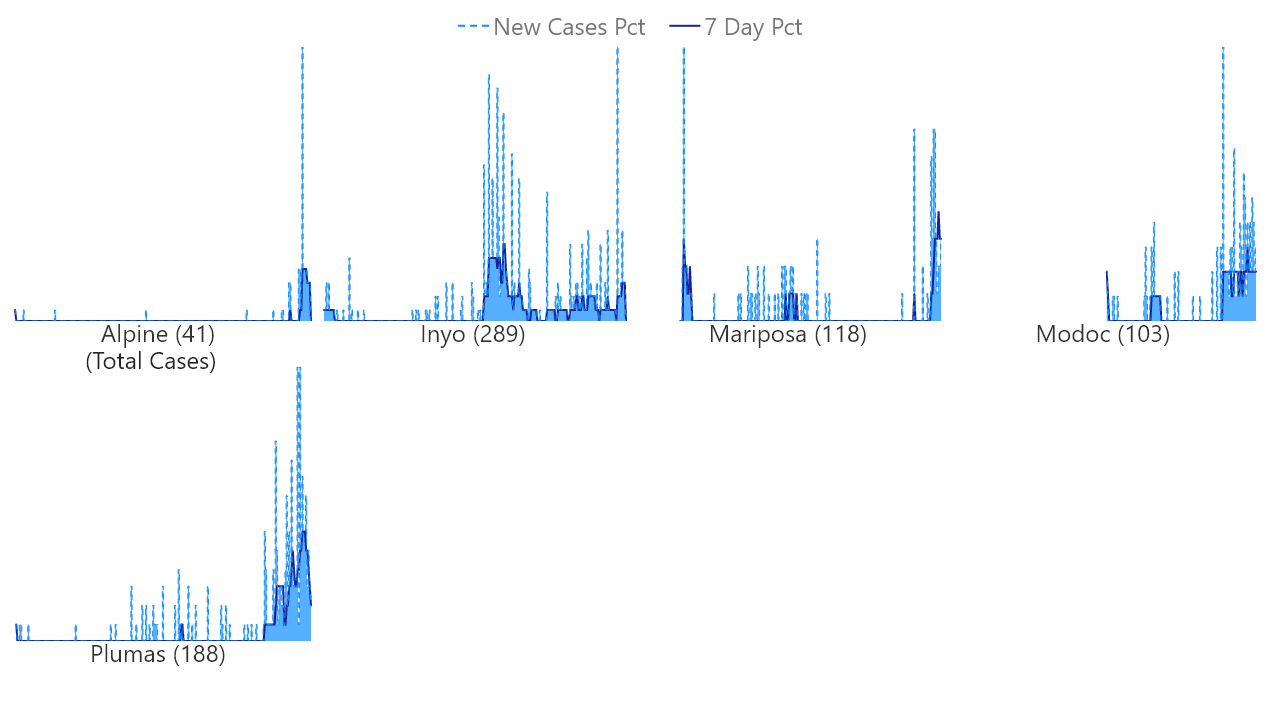 New Cases Pct 7 Day Pct
Alpine (41)
(Total Cases)
Inyo (289)
Mariposa (118)
Modoc (103)
Plumas (188)